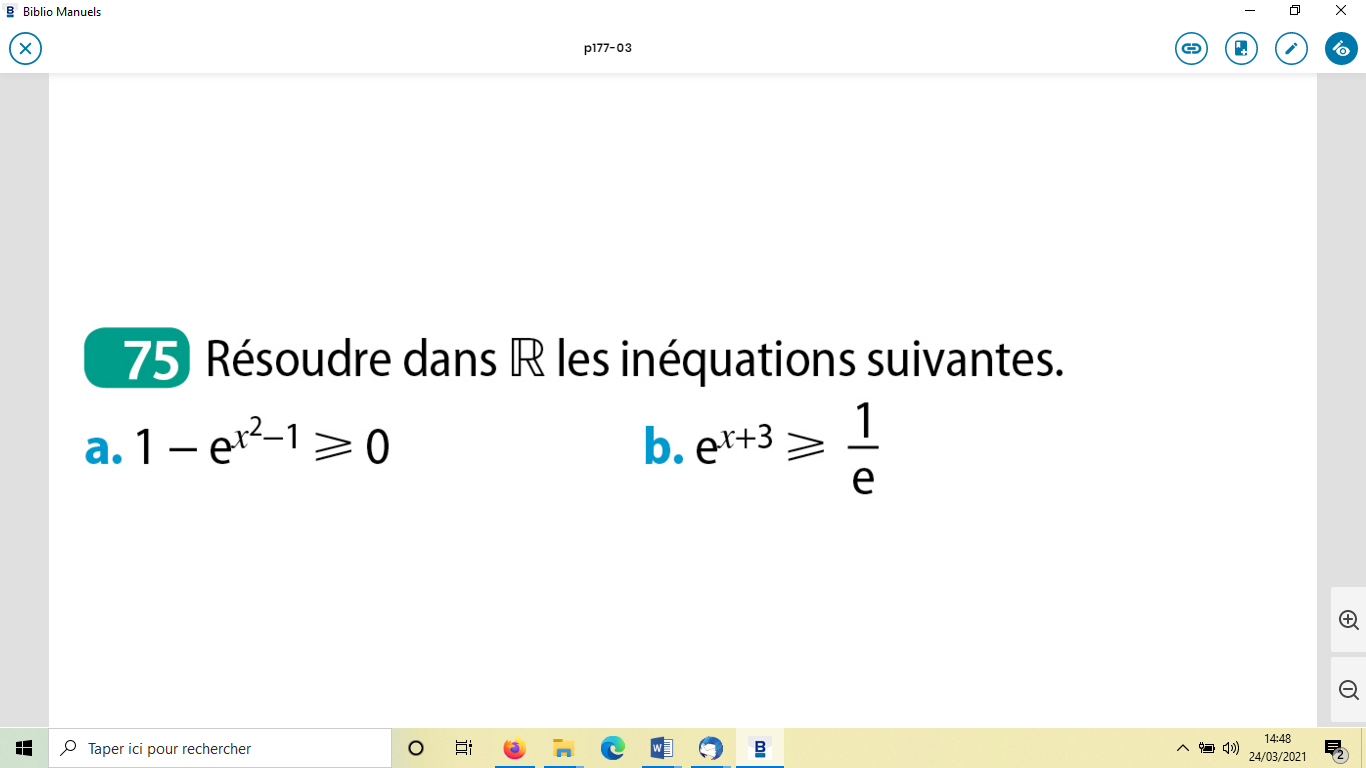 Biblio Manuels
p177-03
75 Résoudre dans ℝ les inéquations suivantes.
a. 1 – e^{x²–1} ⩾ 0 b. e^{x+3} ⩾ 1/e
Taper ici pour rechercher
14:48
24/03/2021
2